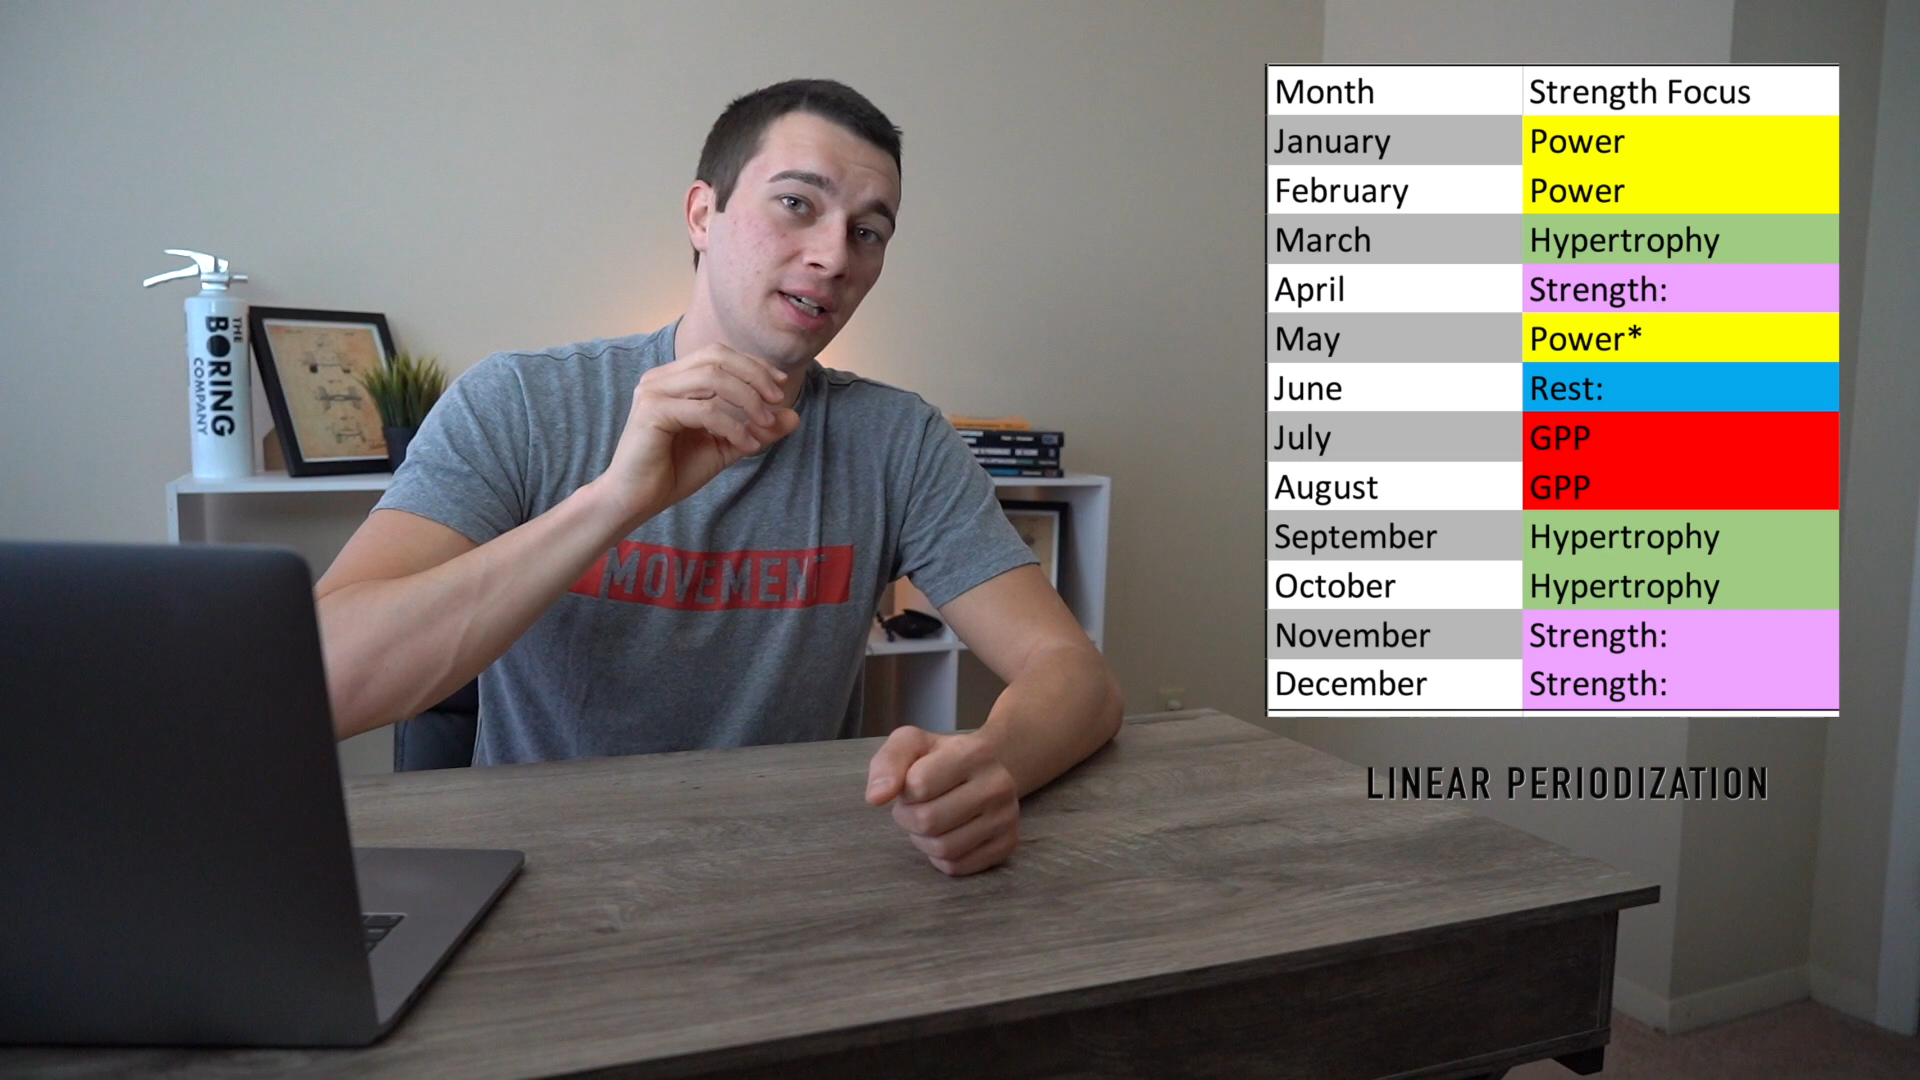 THE
BORING
COMPANY
MOVEMENT
Month Strength Focus
January Power
February Power
March Hypertrophy
April Strength:
May Power*
June Rest:
July GPP
August GPP
September Hypertrophy
October Hypertrophy
November Strength:
December Strength:
LINEAR PERIODIZATION